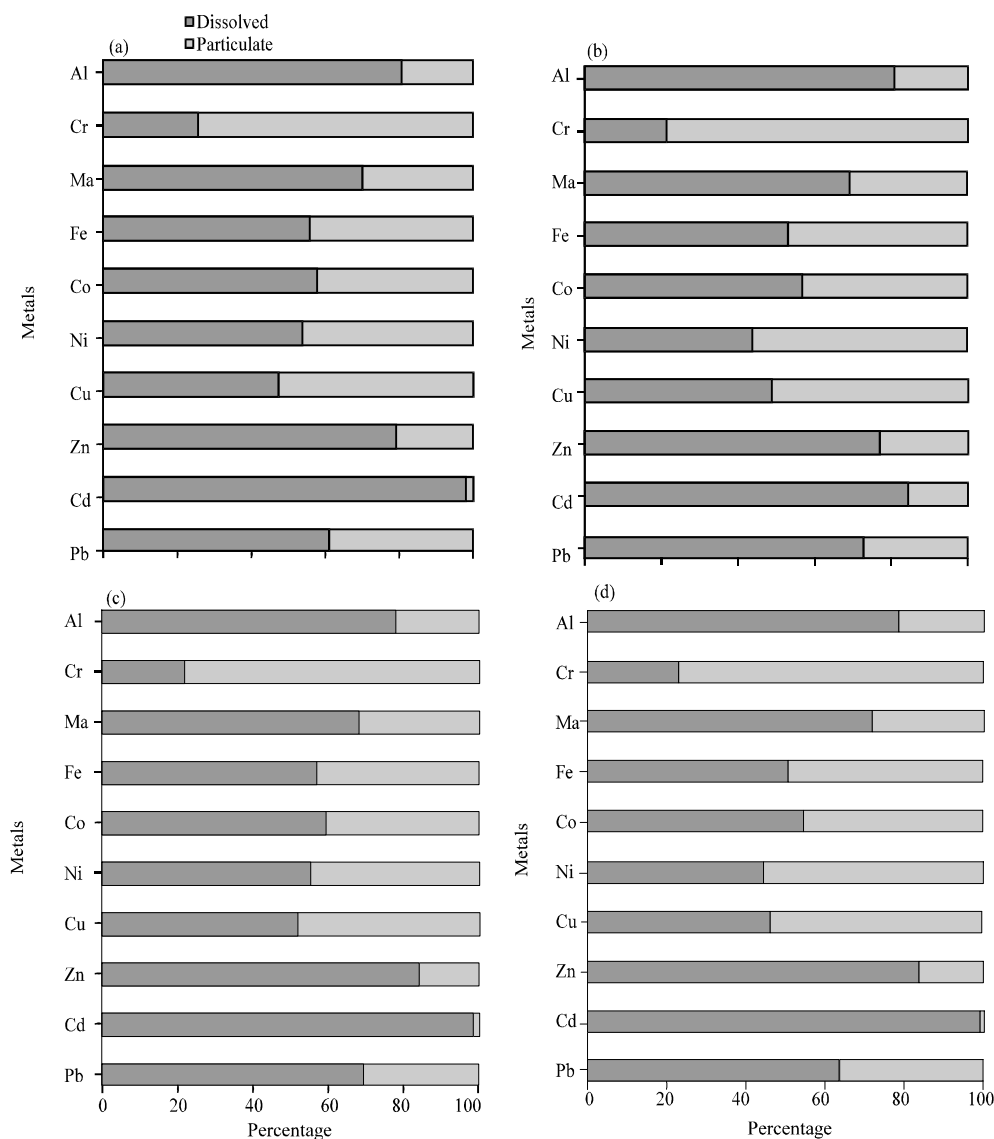 Dissolved
Particulate
(a)
Al
Cr
Ma
Fe
Co
Ni
Cu
Zn
Cd
Pb
Metals
(b)
Al
Cr
Ma
Fe
Co
Ni
Cu
Zn
Cd
Pb
Metals
(c)
Al
Cr
Ma
Fe
Co
Ni
Cu
Zn
Cd
Pb
Metals
0 20 40 60 80 100
Percentage
(d)
Al
Cr
Ma
Fe
Co
Ni
Cu
Zn
Cd
Pb
Metals
0 20 40 60 80 100
Percentage